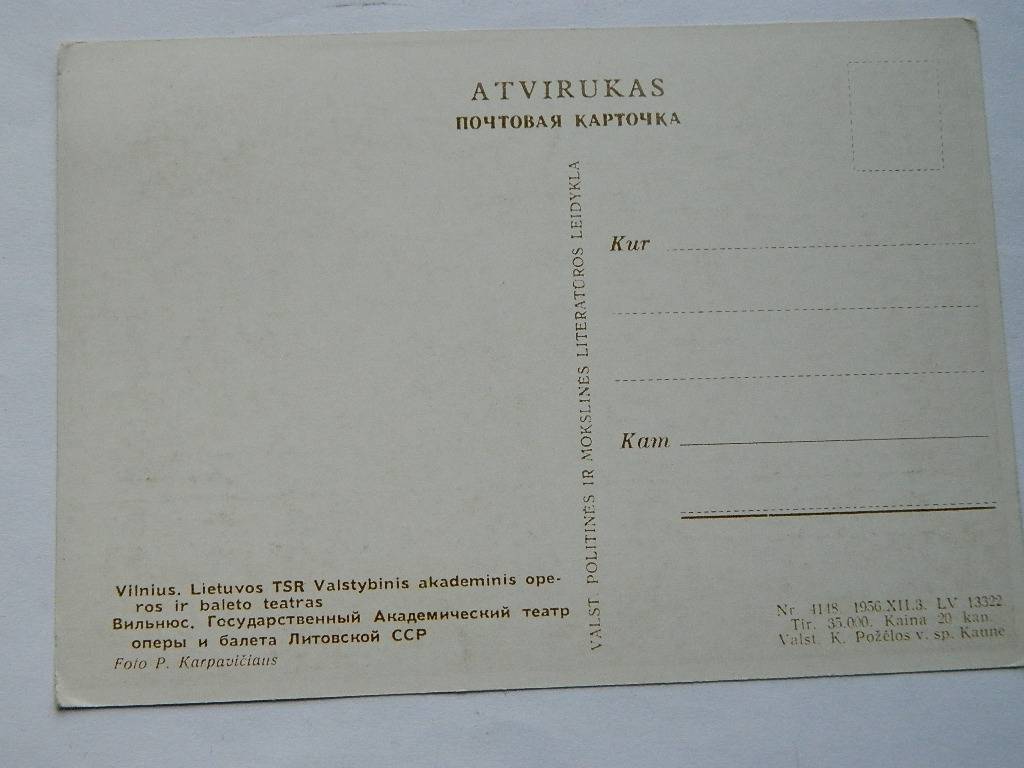 ATVIRUKAS
ПОЧТОВАЯ КАРТОЧКА
VALST POLITINĖS IR MOKSLINĖS LITERATŪROS LEIDYKLA
Kur
Kam
Vilnius. Lietuvos TSR Valstybinis akademinis ope-
ros ir baleto teatras
Вильнюс. Государственный Академический театр
оперы и балета Литовской ССР
Foto P. Karpavičiaus
Nr. 4148. 1956.XII.3. LV 13322
Tir. 35.000. Kaina 20 kap.
Valst. K. Požėlos v. sp. Kaune